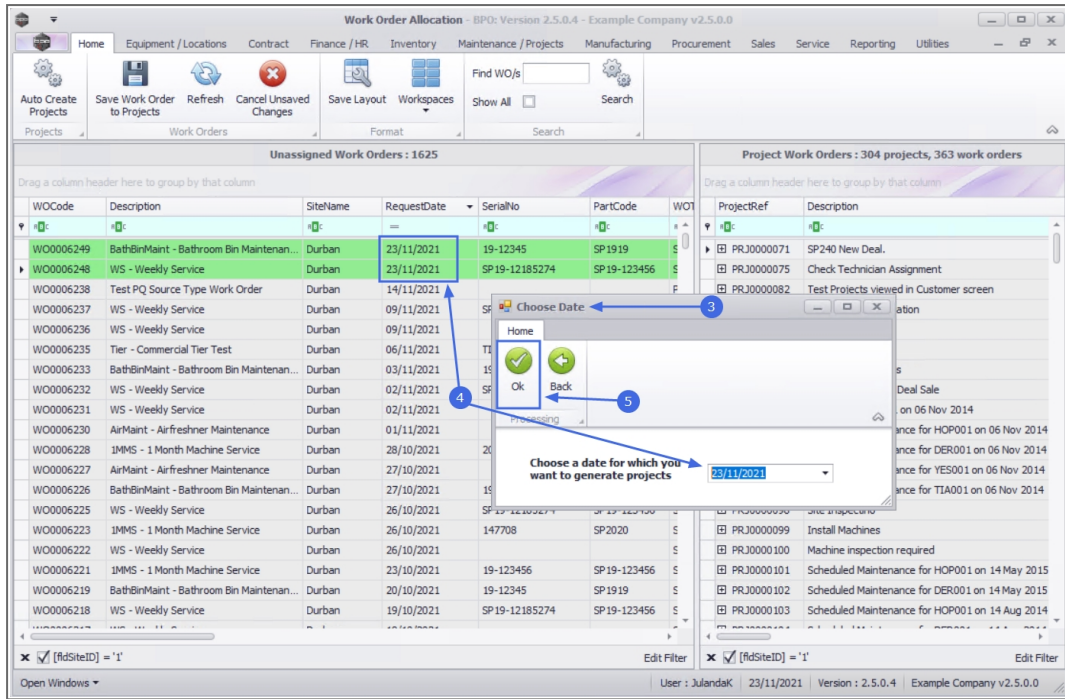 Work Order Allocation - BPO: Version 2.5.0.4 - Example Company v2.5.0.0
Home Equipment / Locations Contract Finance / HR Inventory Maintenance / Projects Manufacturing Procurement Sales Service Reporting Utilities
Auto Create Projects
Save Work Order to Projects
Refresh
Cancel Unsaved Changes
Save Layout
Workspaces
Find WO/s
Show All
Search
Projects Work Orders Format Search
Unassigned Work Orders : 1625
Drag a column header here to group by that column
WOCode Description SiteName RequestDate SerialNo PartCode WOT
WO0006249 BathBinMaint - Bathroom Bin Maintenan... Durban 23/11/2021 19-12345 SP1919 S
WO0006248 WS - Weekly Service Durban 23/11/2021 SP19-12185274 SP19-123456 S
WO0006238 Test PQ Source Type Work Order Durban 14/11/2021
WO0006237 WS - Weekly Service Durban 09/11/2021 SP
WO0006236 WS - Weekly Service Durban 09/11/2021
WO0006235 Tier - Commercial Tier Test Durban 06/11/2021
WO0006233 BathBinMaint - Bathroom Bin Maintenan... Durban 03/11/2021 19
WO0006232 WS - Weekly Service Durban 02/11/2021 SP
WO0006231 WS - Weekly Service Durban 02/11/2021
WO0006230 AirMaint - Airfreshner Maintenance Durban 01/11/2021
WO0006228 1MMS - 1 Month Machine Service Durban 28/10/2021 20
WO0006227 AirMaint - Airfreshner Maintenance Durban 27/10/2021
WO0006226 BathBinMaint - Bathroom Bin Maintenan... Durban 27/10/2021 19
WO0006225 WS - Weekly Service Durban 26/10/2021 SP19-12185274 SP19-123456
WO0006223 1MMS - 1 Month Machine Service Durban 26/10/2021 147708 SP2020 S
WO0006222 WS - Weekly Service Durban 26/10/2021 S
WO0006221 1MMS - 1 Month Machine Service Durban 23/10/2021 19-123456 SP19-123456 S
WO0006219 BathBinMaint - Bathroom Bin Maintenan... Durban 20/10/2021 19-12345 SP1919 S
WO0006218 WS - Weekly Service Durban 19/10/2021 SP19-12185274 SP19-123456 S
[fldSiteID] = '1' Edit Filter
Project Work Orders : 304 projects, 363 work orders
Drag a column header here to group by that column
ProjectRef Description
PRJ0000071 SP240 New Deal.
PRJ0000075 Check Technician Assignment
PRJ0000082 Test Projects viewed in Customer screen
ation
s
Deal Sale
. on 06 Nov 2014
ance for HOP001 on 06 Nov 2014
ance for DER001 on 06 Nov 2014
ance for YES001 on 06 Nov 2014
ance for TIA001 on 06 Nov 2014
PRJ0000099 Install Machines
PRJ0000100 Machine inspection required
PRJ0000101 Scheduled Maintenance for HOP001 on 14 May 2015
PRJ0000102 Scheduled Maintenance for DER001 on 14 May 2015
PRJ0000103 Scheduled Maintenance for HOP001 on 14 Aug 2014
[fldSiteID] = '1' Edit Filter
Choose Date
3
Home
Ok
Back
4
5
Processing
Choose a date for which you
want to generate projects
23/11/2021
Open Windows User : JulandaK 23/11/2021 Version : 2.5.0.4 Example Company v2.5.0.0